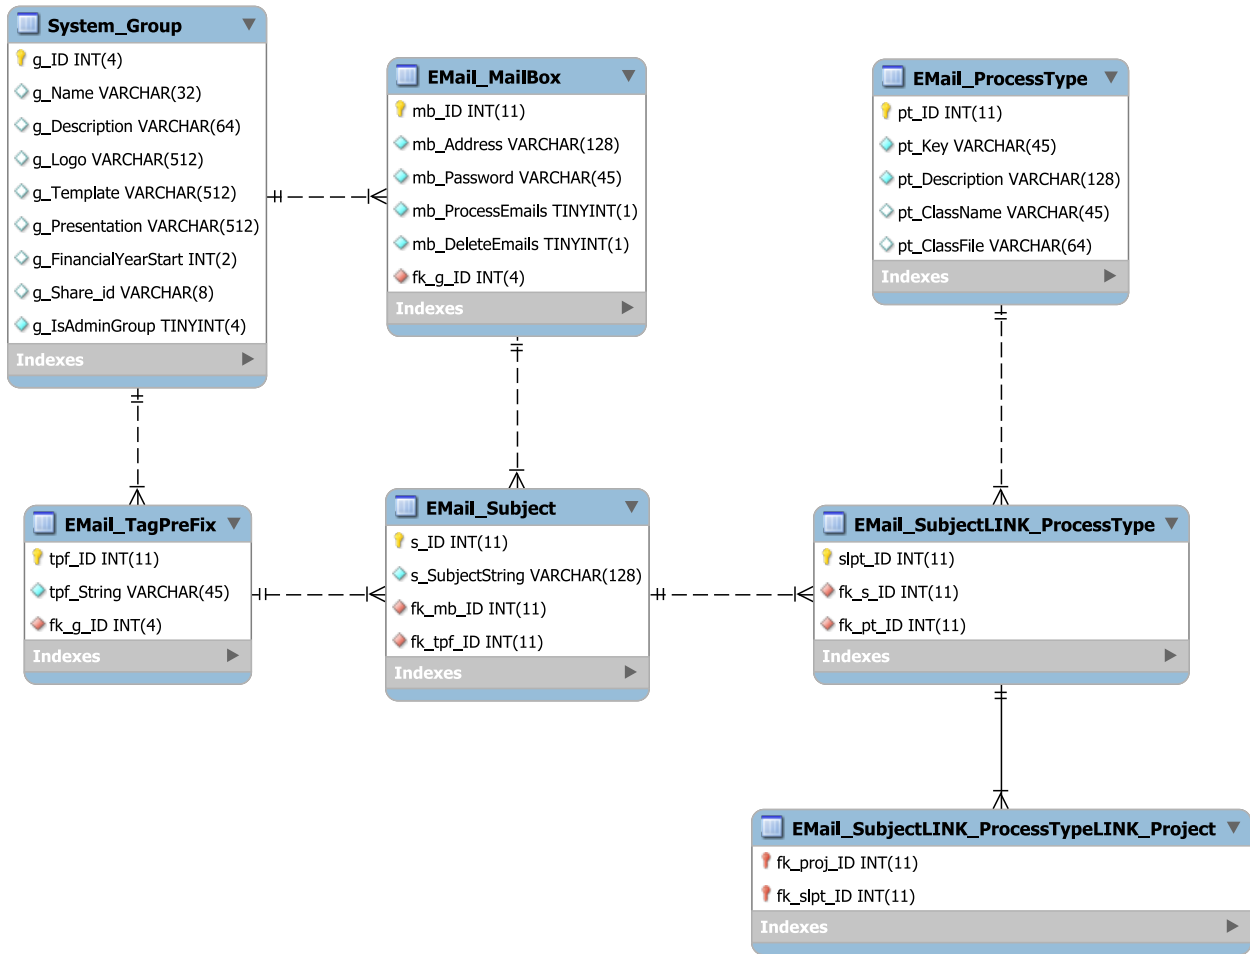 System_Group
g_ID INT(4)
g_Name VARCHAR(32)
g_Description VARCHAR(64)
g_Logo VARCHAR(512)
g_Template VARCHAR(512)
g_Presentation VARCHAR(512)
g_FinancialYearStart INT(2)
g_Share_id VARCHAR(8)
g_IsAdminGroup TINYINT(4)
Indexes
EMail_MailBox
mb_ID INT(11)
mb_Address VARCHAR(128)
mb_Password VARCHAR(45)
mb_ProcessEmails TINYINT(1)
mb_DeleteEmails TINYINT(1)
fk_g_ID INT(4)
Indexes
EMail_ProcessType
pt_ID INT(11)
pt_Key VARCHAR(45)
pt_Description VARCHAR(128)
pt_ClassName VARCHAR(45)
pt_ClassFile VARCHAR(64)
Indexes
EMail_TagPreFix
tpf_ID INT(11)
tpf_String VARCHAR(45)
fk_g_ID INT(4)
Indexes
EMail_Subject
s_ID INT(11)
s_SubjectString VARCHAR(128)
fk_mb_ID INT(11)
fk_tpf_ID INT(11)
Indexes
EMail_SubjectLINK_ProcessType
slpt_ID INT(11)
fk_s_ID INT(11)
fk_pt_ID INT(11)
Indexes
EMail_SubjectLINK_ProcessTypeLINK_Project
fk_proj_ID INT(11)
fk_slpt_ID INT(11)
Indexes